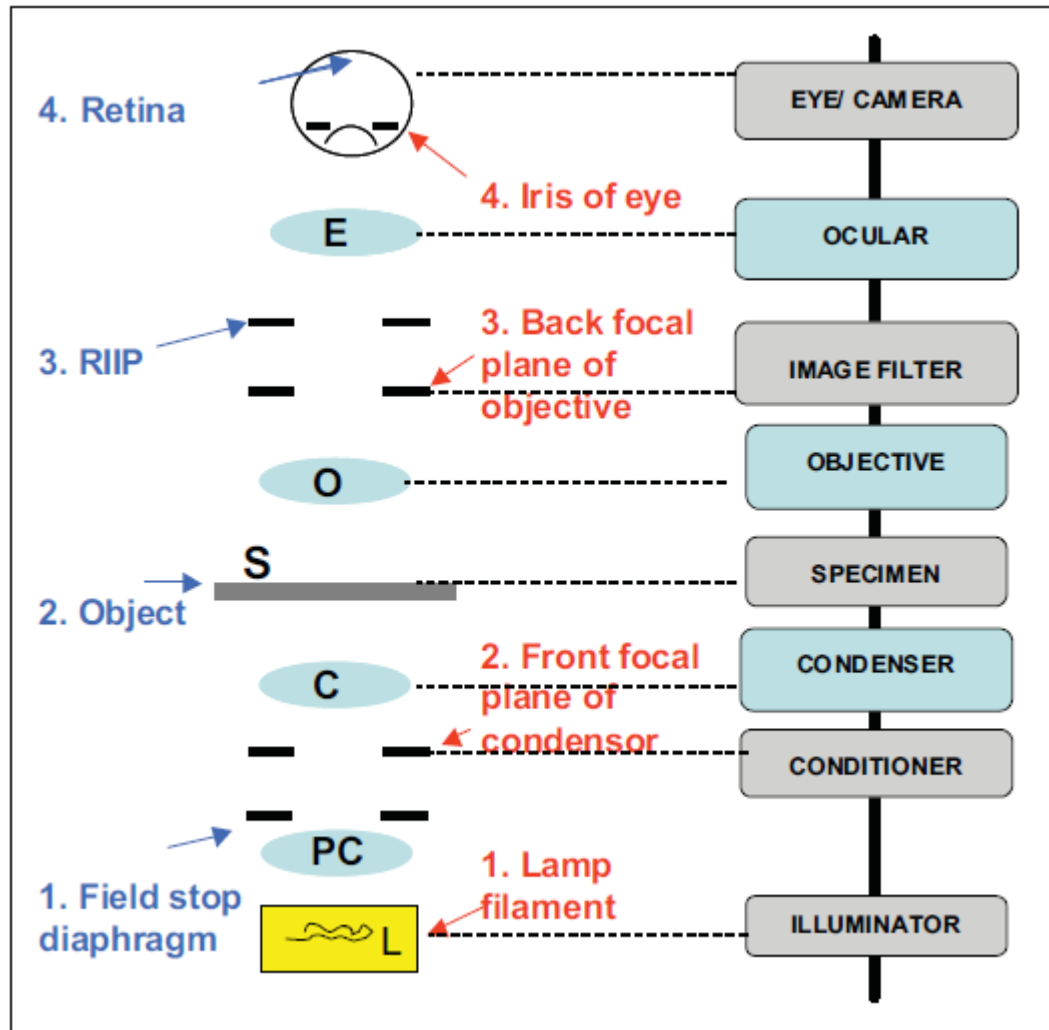 EYE/ CAMERA
4. Retina
4. Iris of eye
E
OCULAR
3. Back focal
plane of
objective
3. RIIP
IMAGE FILTER
O
OBJECTIVE
S
SPECIMEN
2. Object
2. Front focal
plane of
condensor
C
CONDENSER
CONDITIONER
PC
1. Field stop
diaphragm
1. Lamp
filament
L
ILLUMINATOR